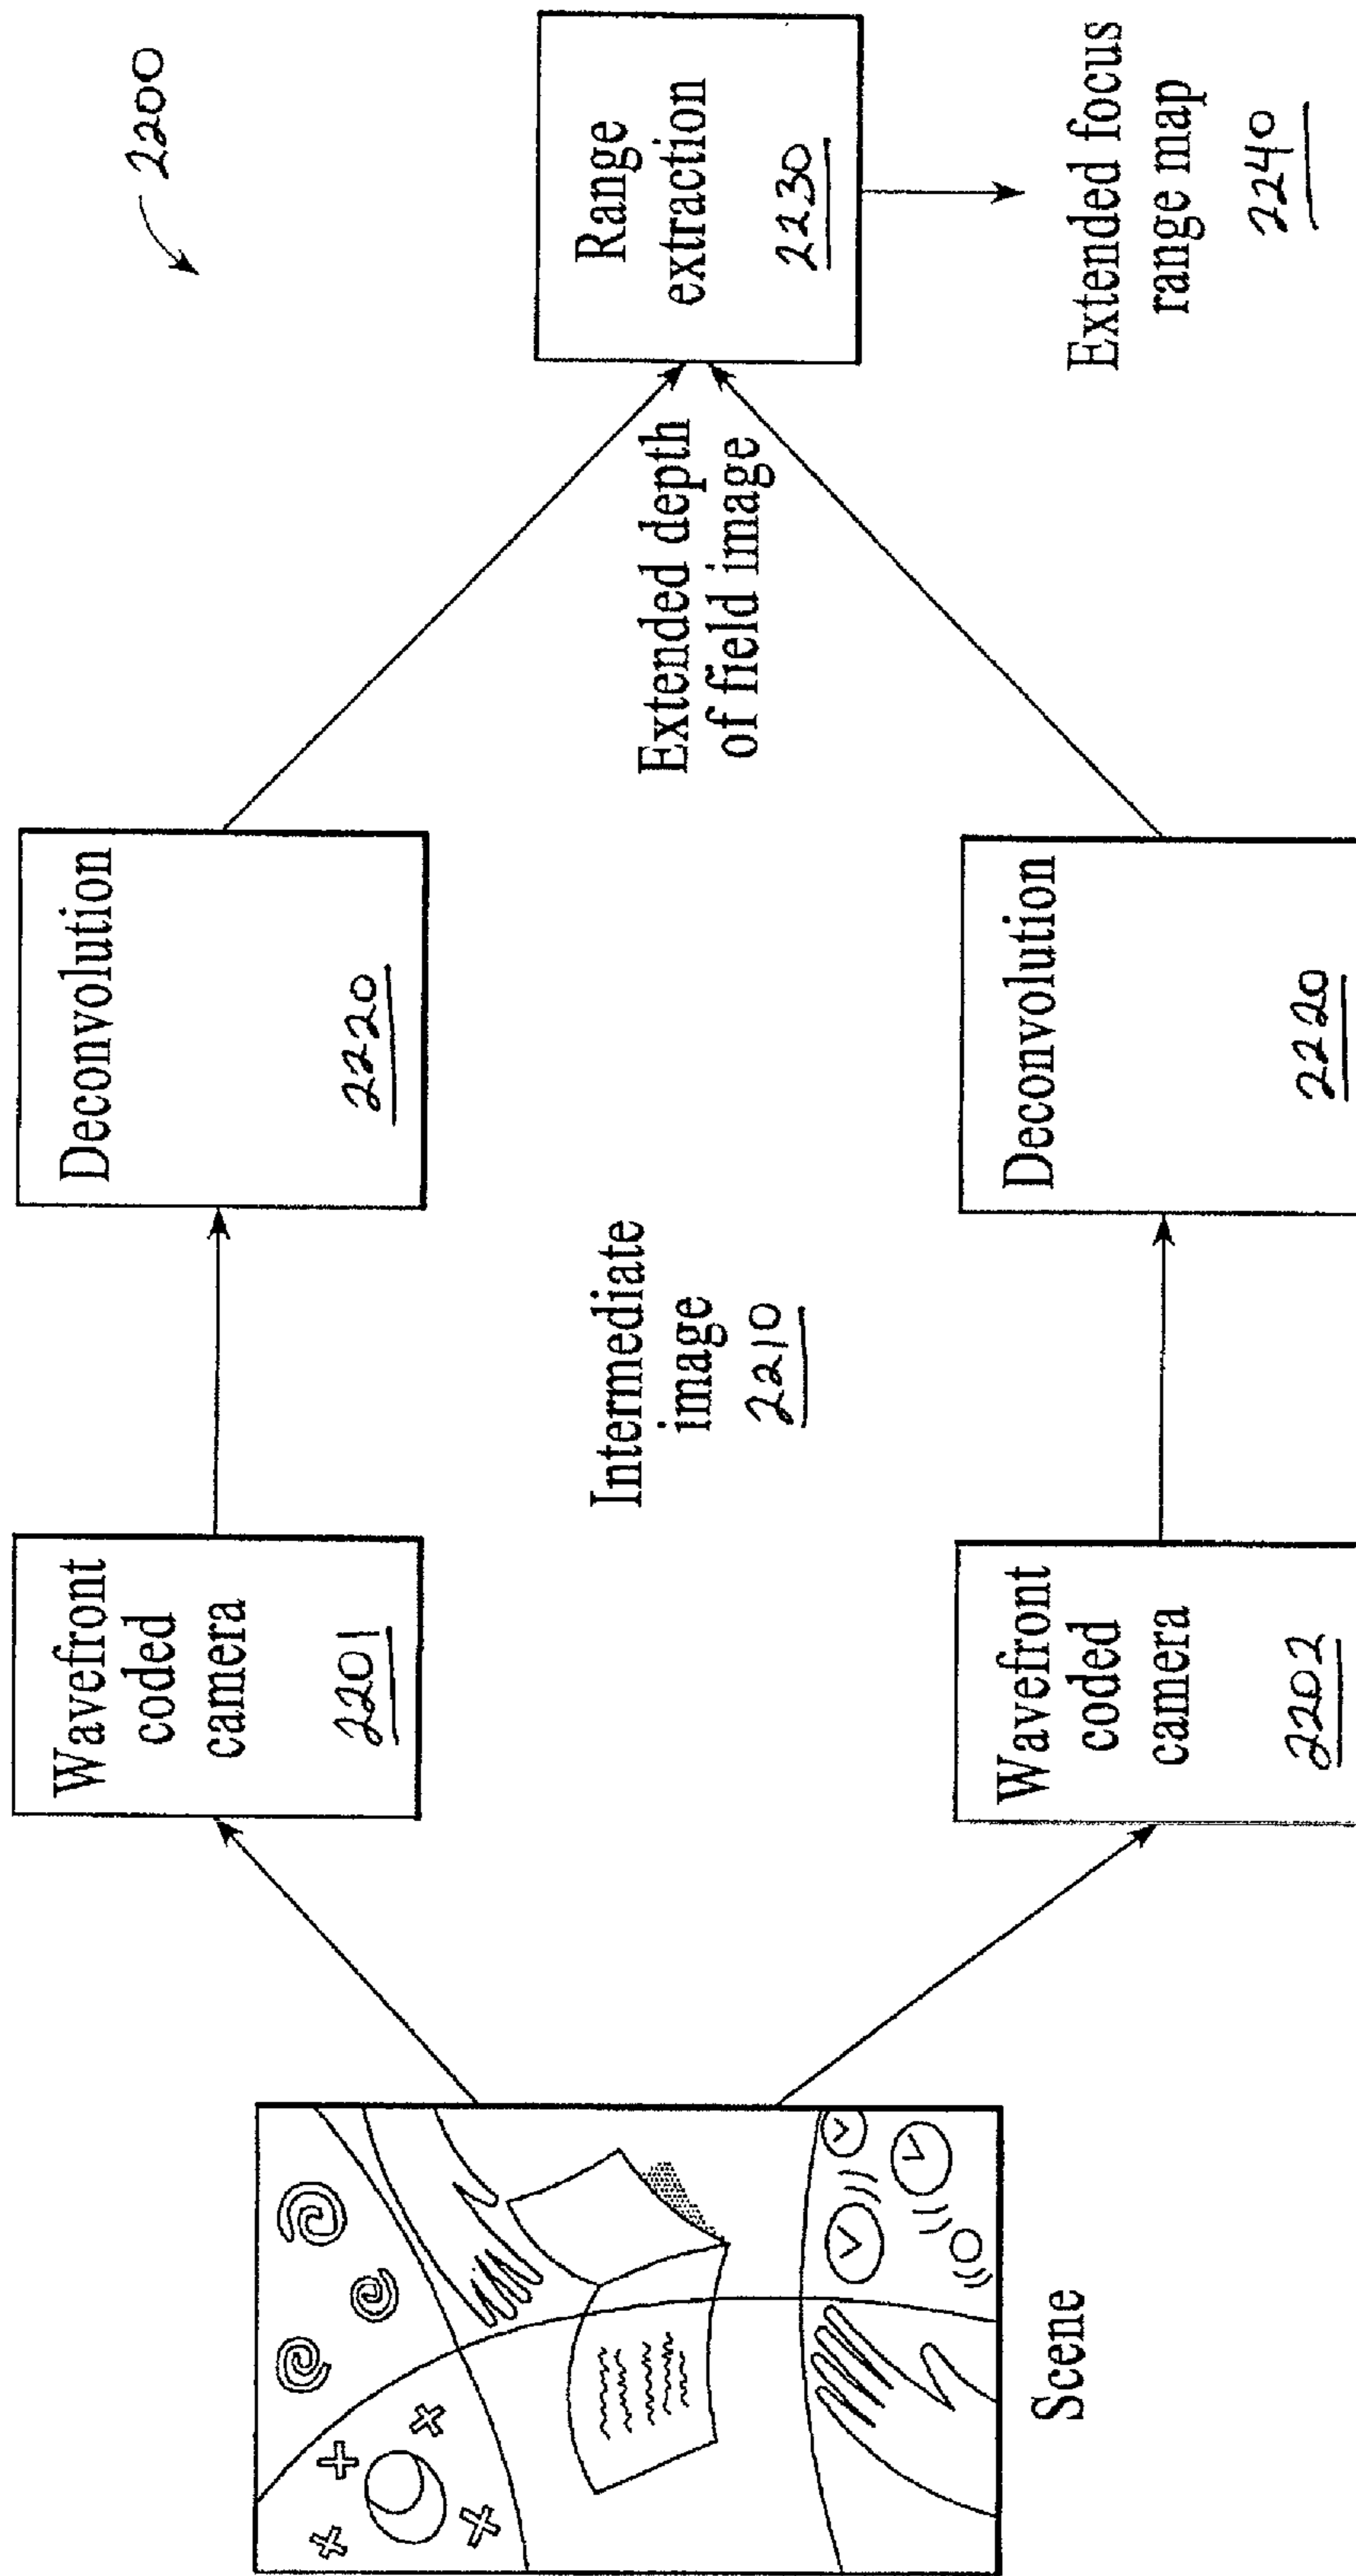 2200
Wavefront
coded
camera
2201
Deconvolution
2220
Intermediate
image
2210
Extended depth
of field image
Range
extraction
2230
Extended focus
range map
2240
Scene
Wavefront
coded
camera
2202
Deconvolution
2220